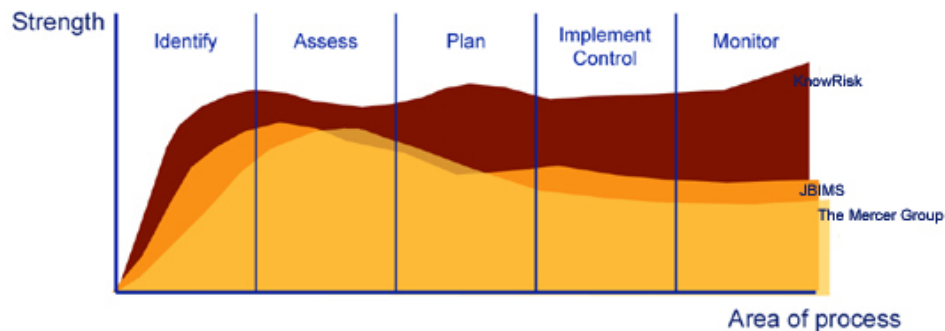 Strength
Identify
Assess
Plan
Implement
Control
Monitor
KnowRisk
JBIMS
The Mercer Group
Area of process